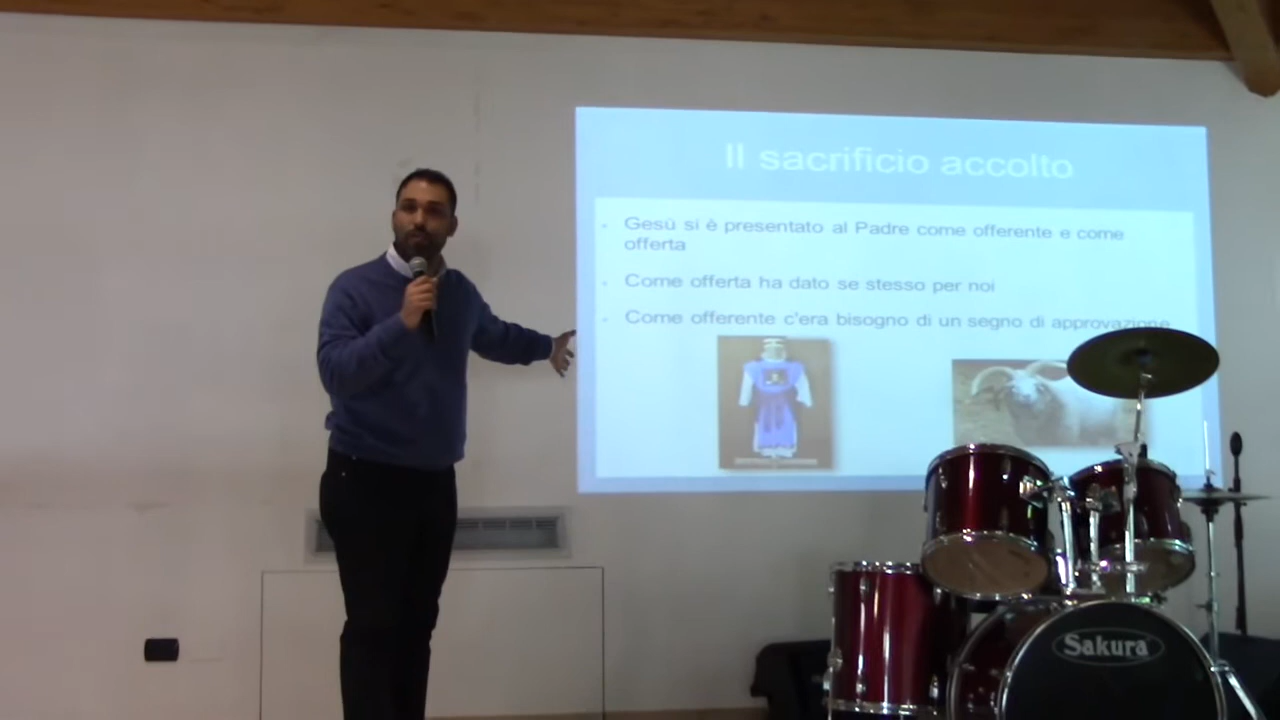 Il sacrificio accolto
Gesù si è presentato al Padre come offerente e come
offerta
Come offerta ha dato se stesso per noi
Come offerente c'era bisogno di un segno di approvazione
Sakura